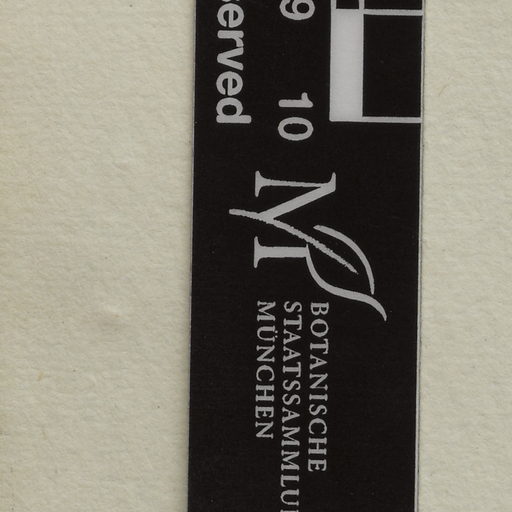 9 10
served
M
BOTANISCHE
STAATSSAMMLU
MÜNCHEN